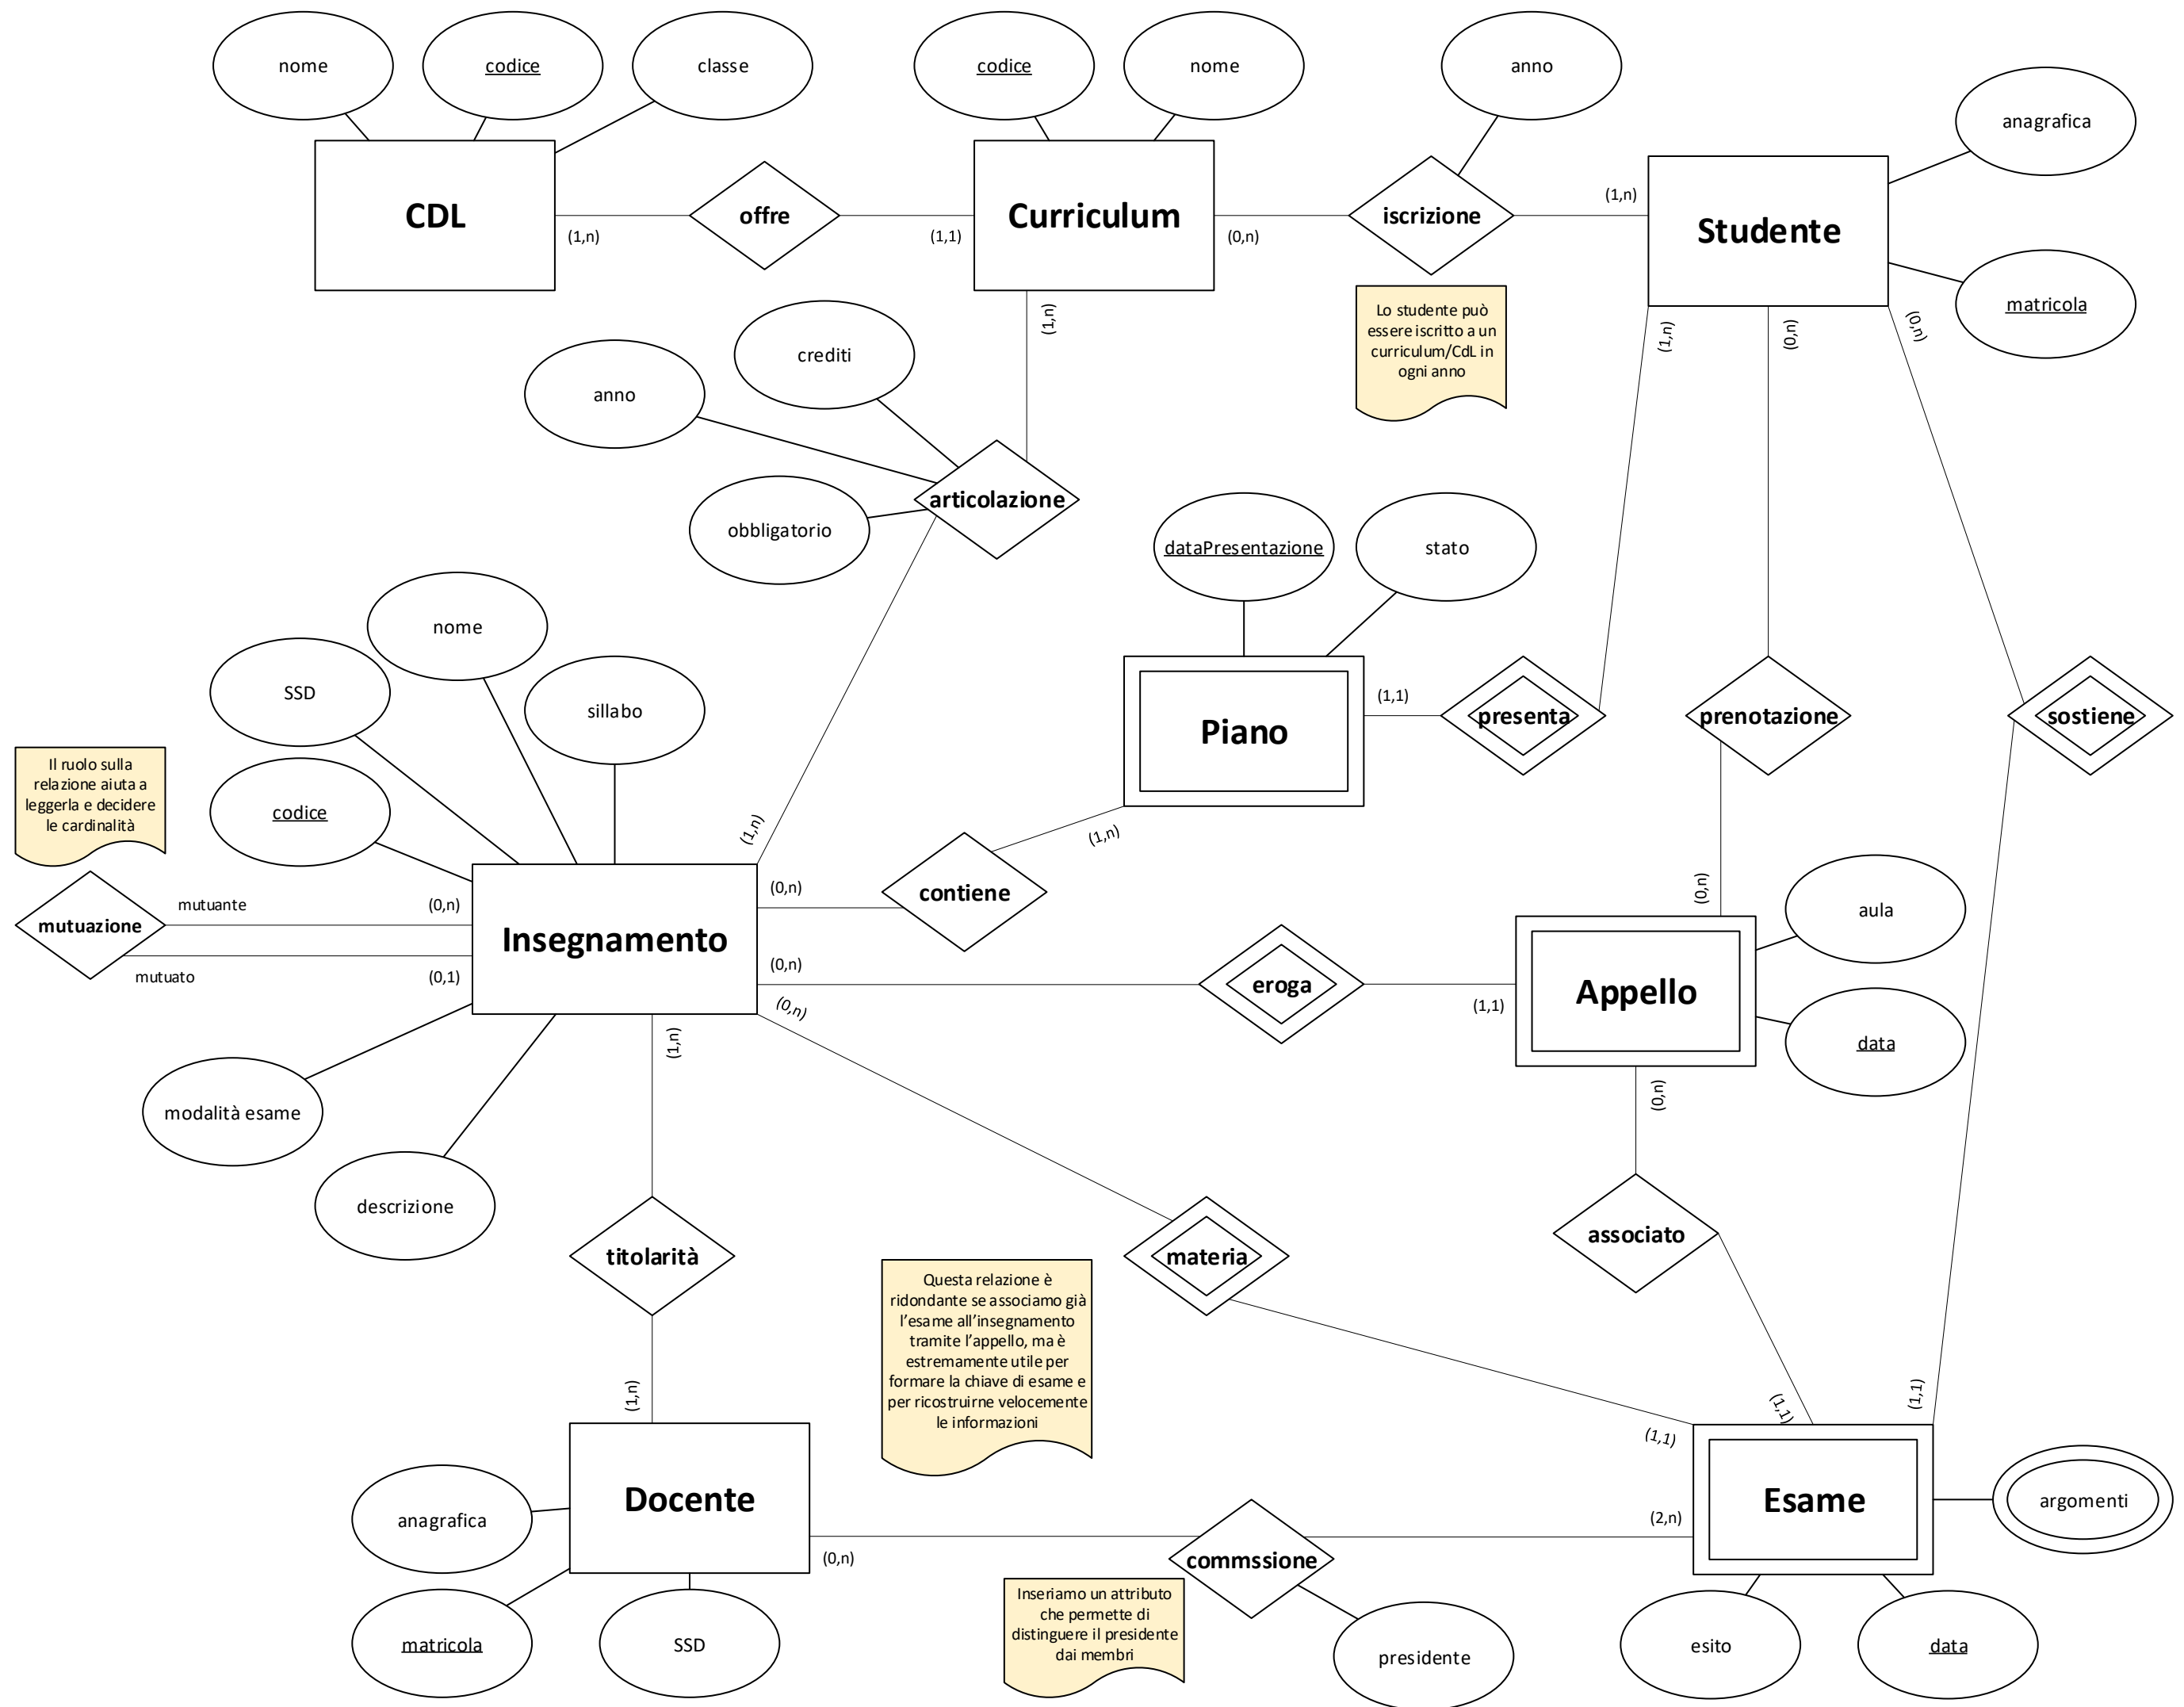 nome
codice
classe
codice
nome
anno
anagrafica
CDL
offre
Curriculum
iscrizione
Studente
(1,n)
(1,1)
(0,n)
(1,n)
matricola
Lo studente può
essere iscritto a un
curriculum/CdL in
ogni anno
(1,n)
(1,n)
(0,n)
(0,n)
crediti
anno
articolazione
obbligatorio
dataPresentazione
stato
nome
SSD
sillabo
Piano
(1,1)
presenta
prenotazione
sostiene
Il ruolo sulla
relazione aiuta a
leggerla e decidere
le cardinalità
codice
(1,n)
(1,n)
contiene
(0,n)
(0,n)
aula
mutuante
(0,n)
mutuazione
Insegnamento
mutuato
(0,1)
(0,n)
eroga
(1,1)
Appello
data
(0,n)
(1,n)
(0,n)
modalità esame
descrizione
titolarità
materia
associato
Questa relazione è
ridondante se associamo già
l'esame all'insegnamento
tramite l'appello, ma è
estremamente utile per
formare la chiave di esame e
per ricostruirne velocemente
le informazioni
(1,n)
(1,1)
(1,1)
(1,1)
Docente
Esame
argomenti
anagrafica
(0,n)
commssione
(2,n)
matricola
SSD
Inseriamo un attributo
che permette di
distinguere il presidente
dai membri
presidente
esito
data